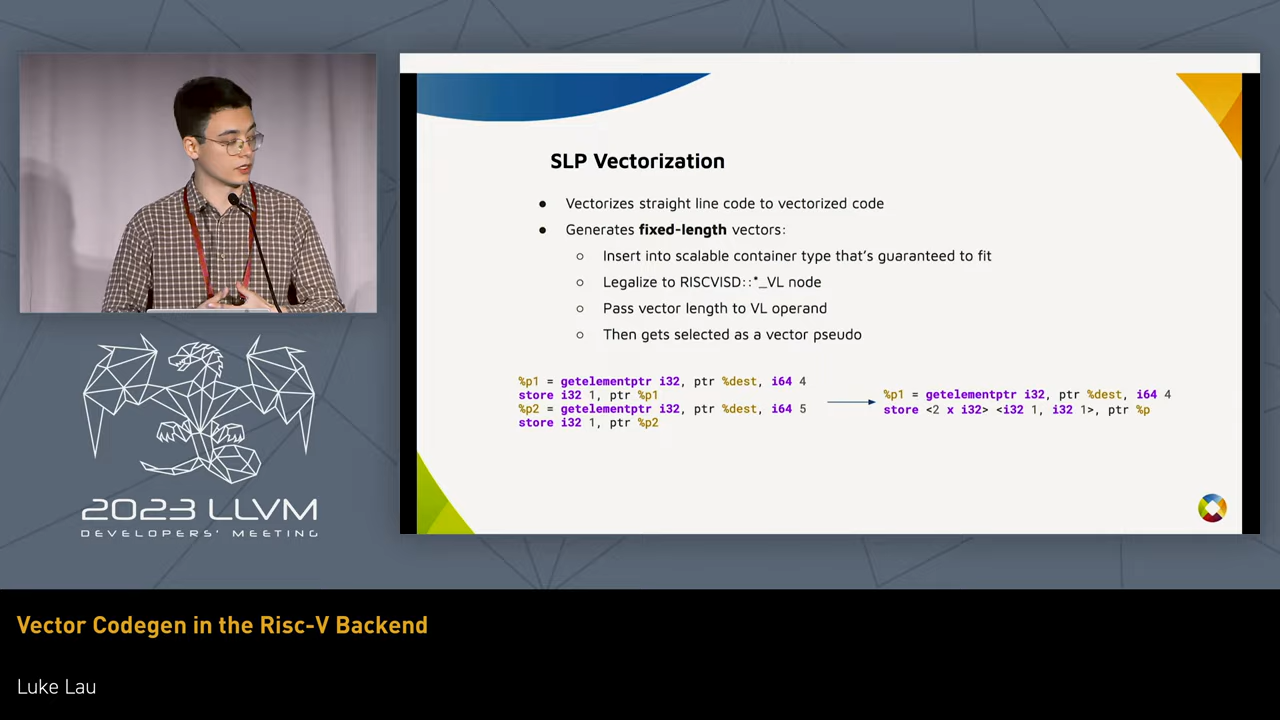 SLP Vectorization
● Vectorizes straight line code to vectorized code
● Generates fixed-length vectors:
○ Insert into scalable container type that's guaranteed to fit
○ Legalize to RISCVISD::*_VL node
○ Pass vector length to VL operand
○ Then gets selected as a vector pseudo
%p1 = getelementptr i32, ptr %dest, i64 4
store i32 1, ptr %p1
%p2 = getelementptr i32, ptr %dest, i64 5
store i32 1, ptr %p2
%p1 = getelementptr i32, ptr %dest, i64 4
store <2 x i32> <i32 1, i32 1>, ptr %p
2023 LLVM
DEVELOPERS' MEETING
Vector Codegen in the Risc-V Backend
Luke Lau